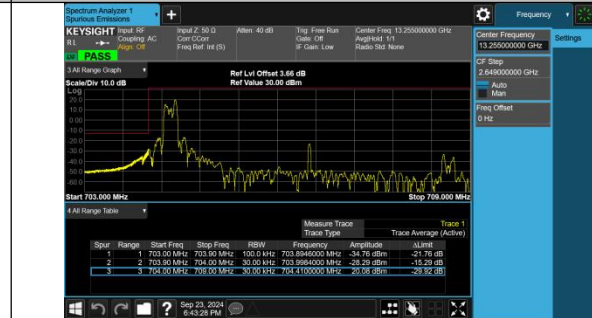 Spectrum Analyzer 1
Spurious Emissions
+
Frequency
KEYSIGHT Input: RF Input Z: 50 Ω Atten: 40 dB Trig: Free Run Center Freq: 13.255000000 GHz
RL Coupling: AC Corr CCorr Gate: Off Avg|Hold: 1/1
Align: Off Freq Ref: Int (S) IF Gain: Low Radio Std: None
PASS
Center Frequency
13.255000000 GHz
Settings
CF Step
2.649000000 GHz
Auto
Man
Freq Offset
0 Hz
3 All Range Graph
Scale/Div 10.0 dB
Ref Lvl Offset 3.66 dB
Ref Value 30.00 dBm
Log
20.0
10.0
0.00
-10.0
-20.0
-30.0
-40.0
-50.0
-60.0
Start 703.000 MHz Stop 709.000 MHz
4 All Range Table
Measure Trace Trace 1
Trace Type Trace Average (Active)
Spur Range Start Freq Stop Freq RBW Frequency Amplitude ΔLimit
1 1 703.00 MHz 703.90 MHz 100.0 kHz 703.8946000 MHz -34.76 dBm -21.76 dB
2 2 703.90 MHz 704.00 MHz 30.00 kHz 703.9984000 MHz -28.29 dBm -15.29 dB
3 3 704.00 MHz 709.00 MHz 30.00 kHz 704.4100000 MHz 20.08 dBm -29.92 dB
?
Sep 23, 2024
6:43:28 PM